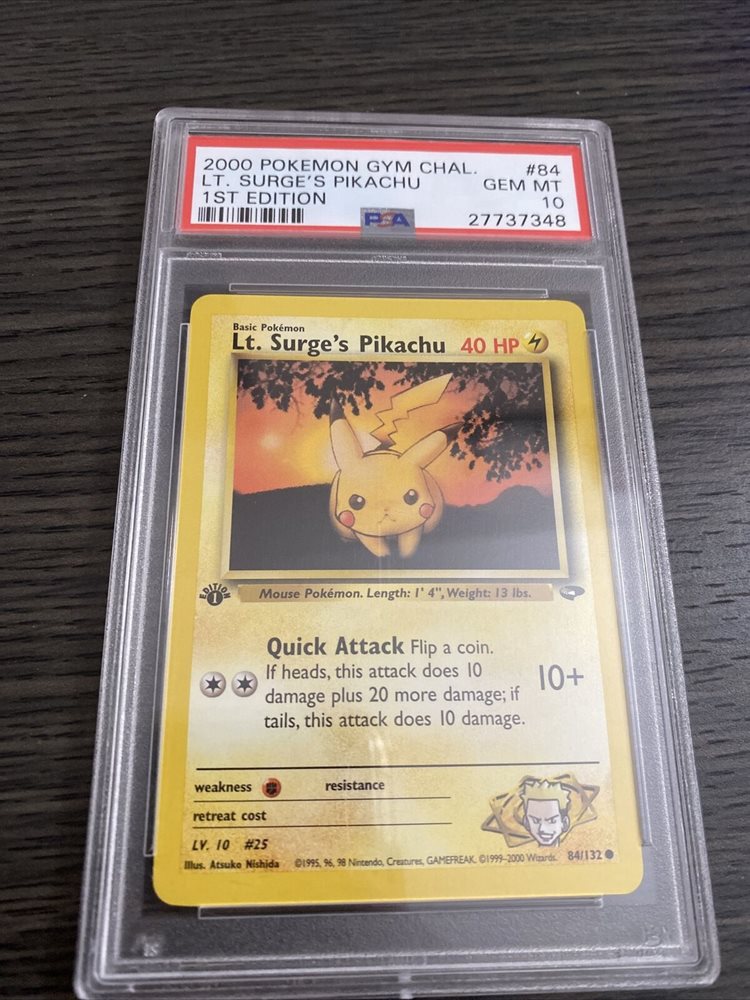 2000 POKEMON GYM CHAL. #84
LT. SURGE'S PIKACHU GEM MT
1ST EDITION 10
PSA 27737348
Basic Pokémon
Lt. Surge's Pikachu 40 HP
EDITION
1
Mouse Pokémon. Length: 1' 4", Weight: 13 lbs.
Quick Attack Flip a coin.
If heads, this attack does 10
damage plus 20 more damage; if
tails, this attack does 10 damage.
10+
weakness resistance
retreat cost
LV. 10 #25
Illus. Atsuko Nishida ©1995, 96, 98 Nintendo, Creatures, GAMEFREAK. ©1999-2000 Wizards. 84/132